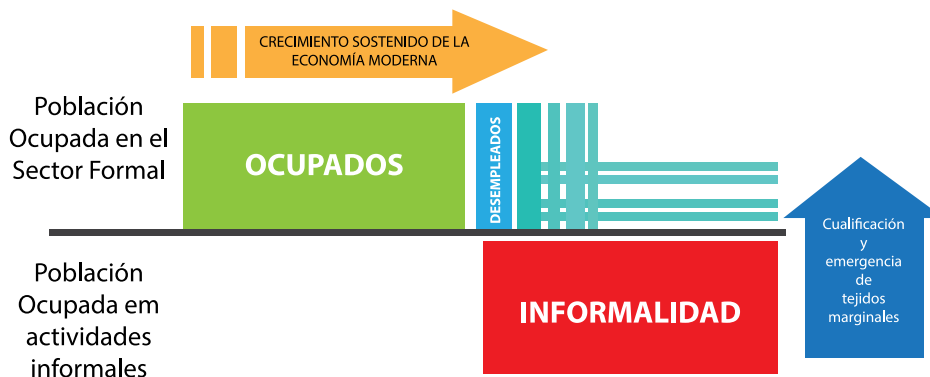 CRECIMIENTO SOSTENIDO DE LA
ECONOMÍA MODERNA
Población
Ocupada en el
Sector Formal
OCUPADOS
DESEMPLEADOS
Cualificación
y
emergencia
de
tejidos
marginales
Población
Ocupada em
actividades
informales
INFORMALIDAD